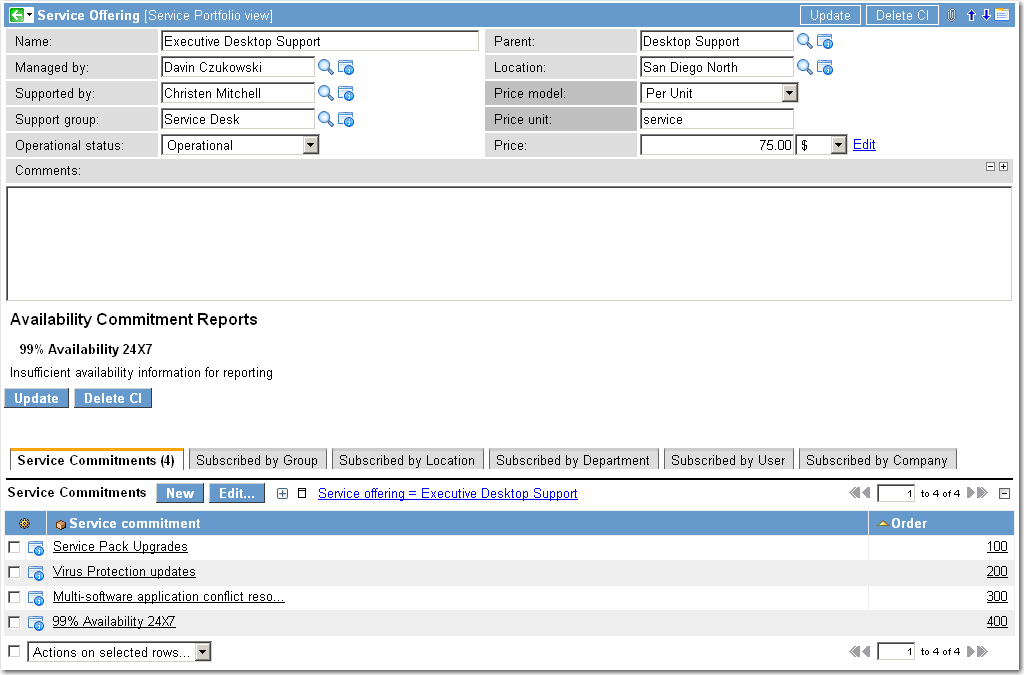 Service Offering [Service Portfolio view] Update Delete CI
Name: Executive Desktop Support Parent: Desktop Support
Managed by: Davin Czukowski Location: San Diego North
Supported by: Christen Mitchell Price model: Per Unit
Support group: Service Desk Price unit: service
Operational status: Operational Price: 75.00 $ Edit
Comments:
Availability Commitment Reports
99% Availability 24X7
Insufficient availability information for reporting
Update Delete CI
Service Commitments (4) Subscribed by Group Subscribed by Location Subscribed by Department Subscribed by User Subscribed by Company
Service Commitments New Edit... Service offering = Executive Desktop Support 1 to 4 of 4
Service commitment Order
Service Pack Upgrades 100
Virus Protection updates 200
Multi-software application conflict reso... 300
99% Availability 24X7 400
Actions on selected rows... 1 to 4 of 4